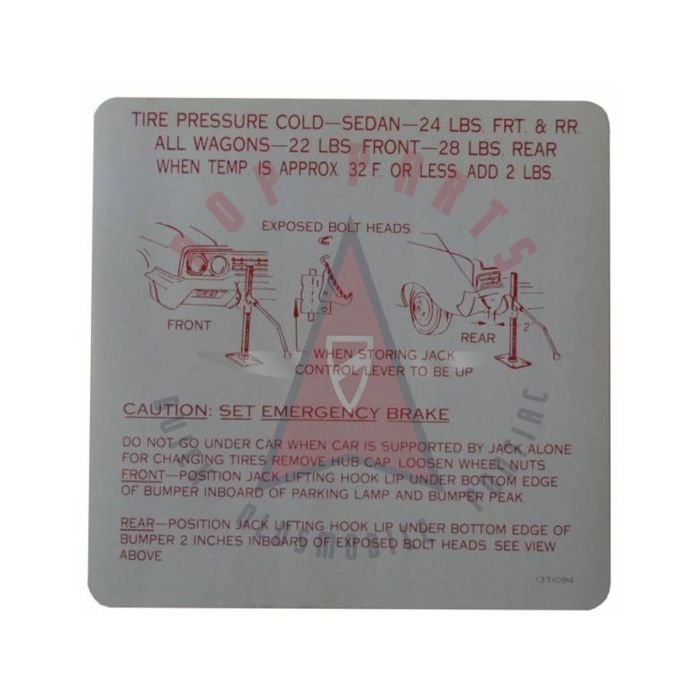 TIRE PRESSURE COLD—SEDAN—24 LBS. FRT. & RR.
ALL WAGONS—22 LBS. FRONT—28 LBS. REAR
WHEN TEMP. IS APPROX. 32 F. OR LESS, ADD 2 LBS.
BOP PARTS
EXPOSED BOLT HEADS
FRONT
REAR
2"
WHEN STORING JACK
CONTROL LEVER TO BE UP
CAUTION: SET EMERGENCY BRAKE
DO NOT GO UNDER CAR WHEN CAR IS SUPPORTED BY JACK ALONE
FOR CHANGING TIRES REMOVE HUB CAP, LOOSEN WHEEL NUTS
FRONT—POSITION JACK LIFTING HOOK LIP UNDER BOTTOM EDGE
OF BUMPER INBOARD OF PARKING LAMP AND BUMPER PEAK.
REAR—POSITION JACK LIFTING HOOK LIP UNDER BOTTOM EDGE OF
BUMPER 2 INCHES INBOARD OF EXPOSED BOLT HEADS. SEE VIEW
ABOVE
BUICK OLDSMOBILE PONTIAC
1371094